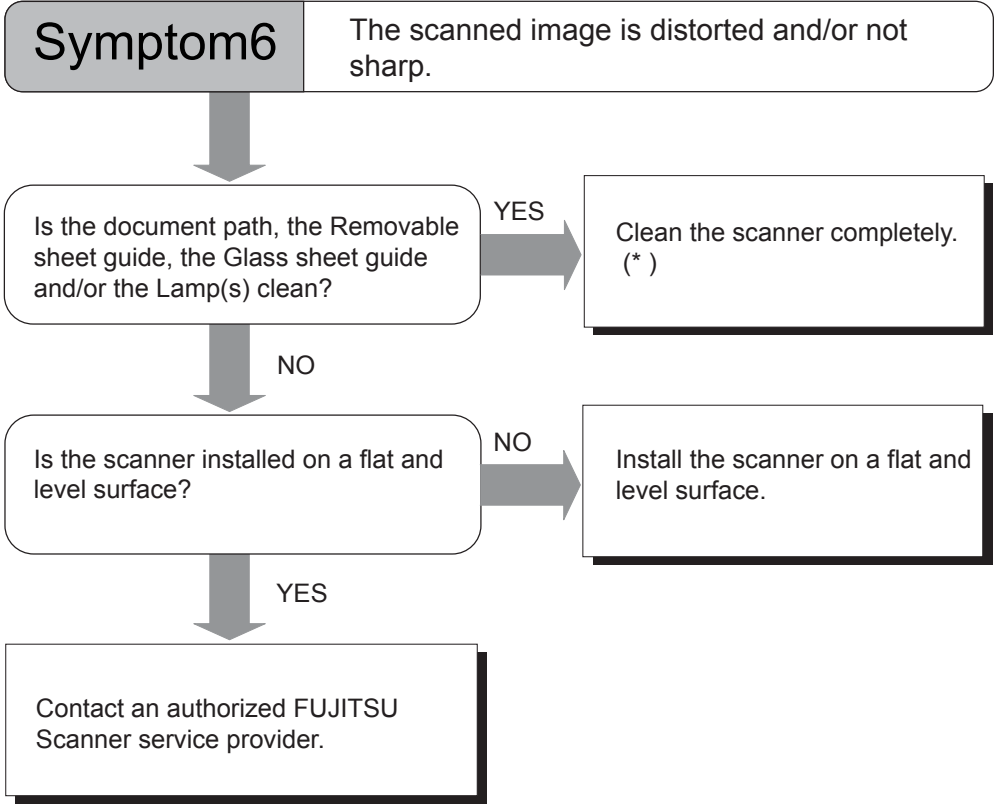 Symptom6
The scanned image is distorted and/or not
sharp.
Is the document path, the Removable
sheet guide, the Glass sheet guide
and/or the Lamp(s) clean?
YES
Clean the scanner completely.
(* )
NO
Is the scanner installed on a flat and
level surface?
NO
Install the scanner on a flat and
level surface.
YES
Contact an authorized FUJITSU
Scanner service provider.